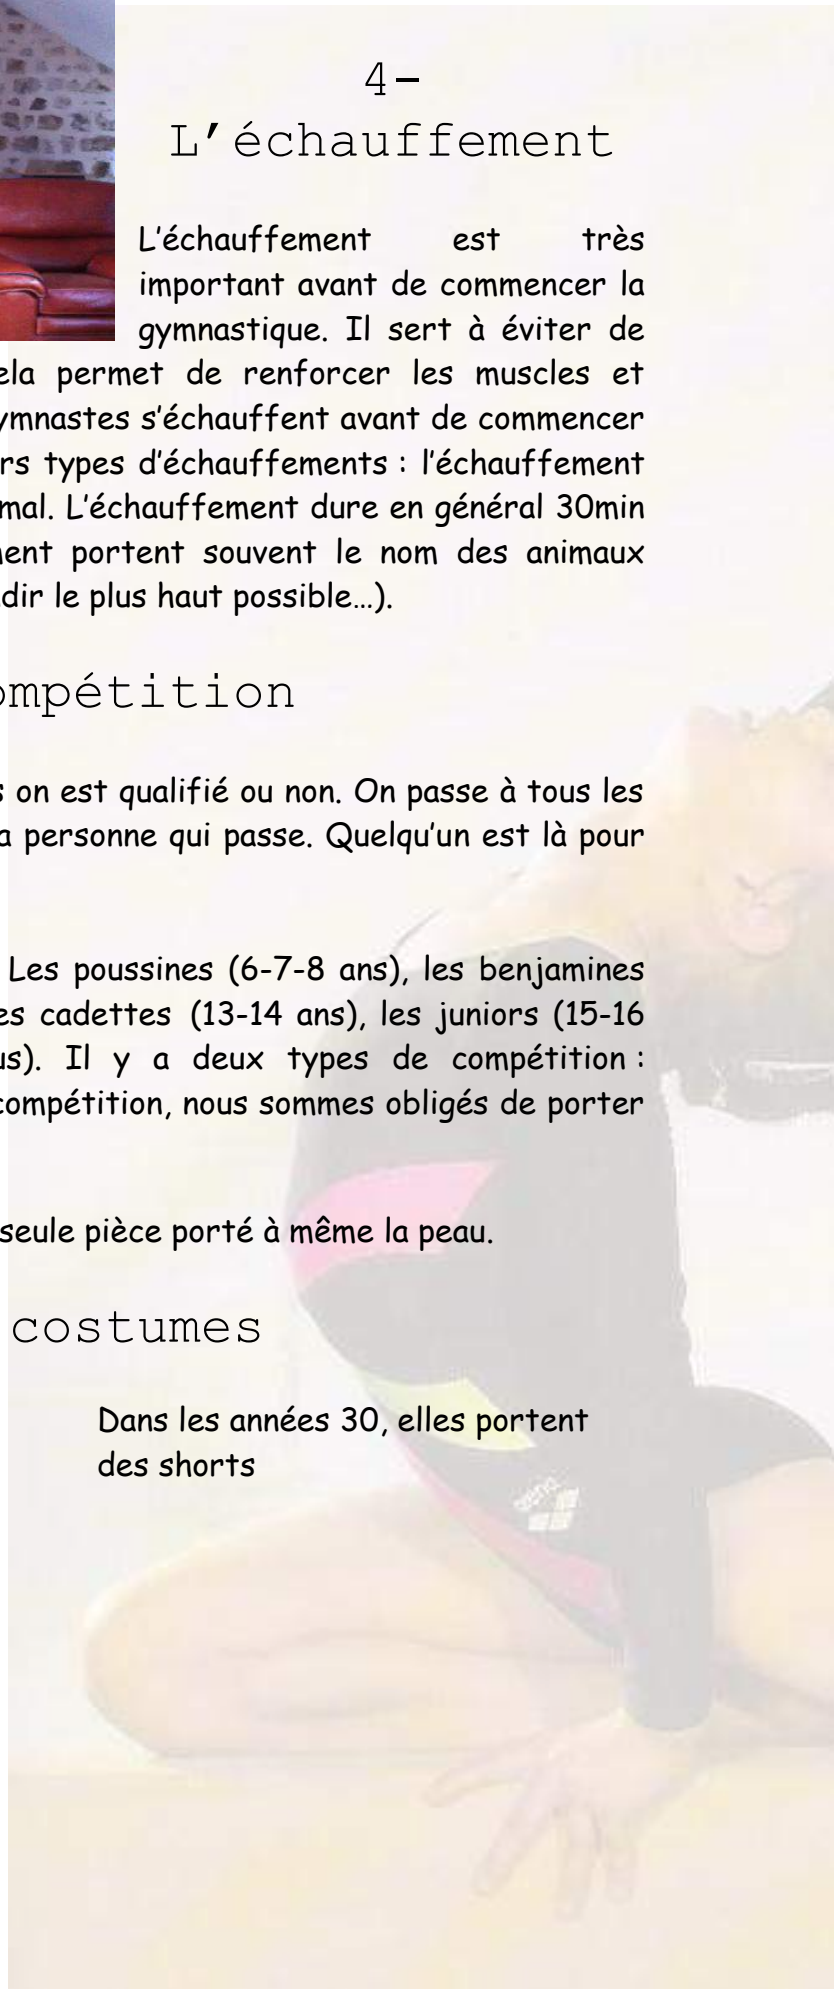 4-
L'échauffement
L'échauffement est très
important avant de commencer la
gymnastique. Il sert à éviter de
ela permet de renforcer les muscles et
ymnastes s'échauffent avant de commencer
rs types d'échauffements : l'échauffement
mal. L'échauffement dure en général 30min
ent portent souvent le nom des animaux
dir le plus haut possible…).
ompétition
s on est qualifié ou non. On passe à tous les
a personne qui passe. Quelqu'un est là pour
Les poussines (6-7-8 ans), les benjamines
es cadettes (13-14 ans), les juniors (15-16
us). Il y a deux types de compétition :
compétition, nous sommes obligés de porter
seule pièce porté à même la peau.
costumes
Dans les années 30, elles portent
des shorts
arena